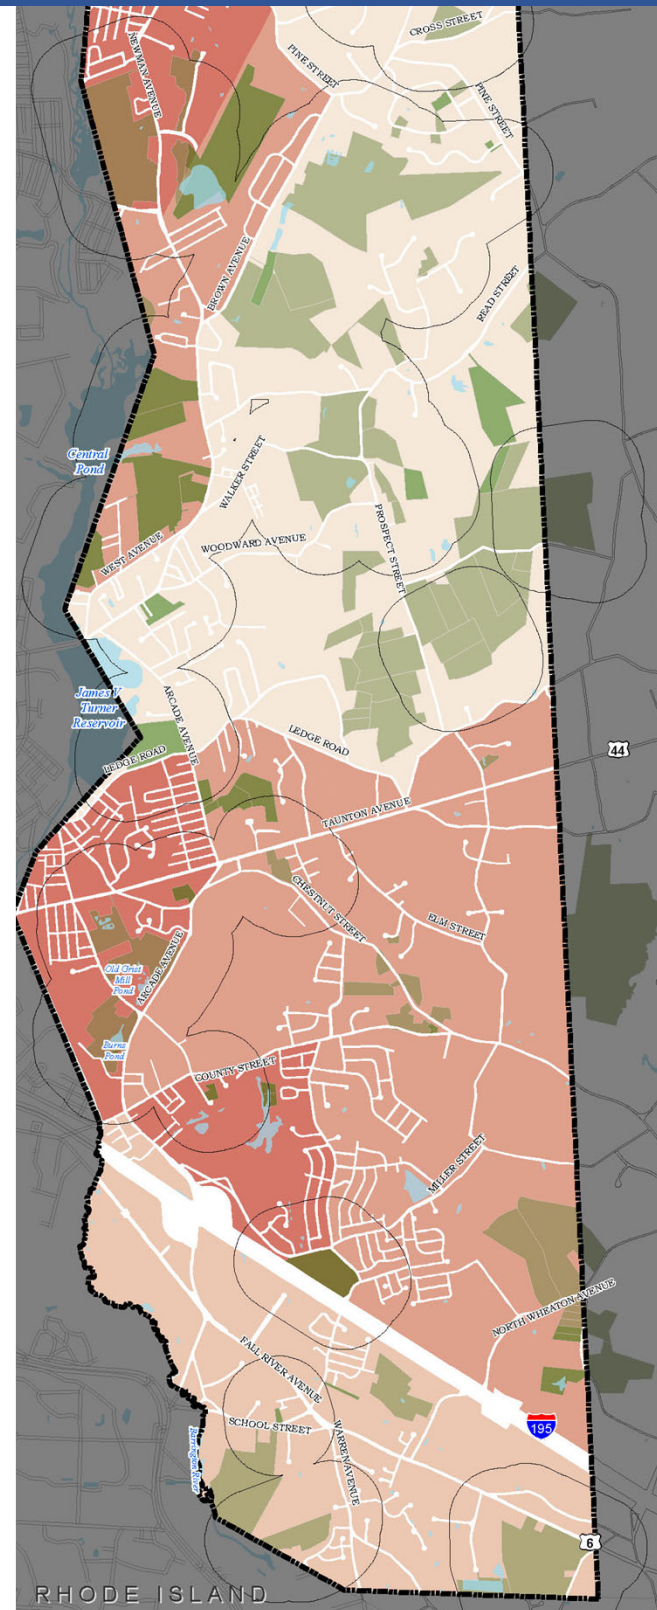 CROSS STREET
NEWMAN AVENUE
PINE STREET
PINE STREET
BROWN AVENUE
READ STREET
Central
Pond
WALKER STREET
WOODWARD AVENUE
PROSPECT STREET
WEST AVENUE
James V
Turner
Reservoir
ARCADE AVENUE
LEDGE ROAD
LEDGE ROAD
44
TAUNTON AVENUE
CHESTNUT STREET
ELM STREET
ARCADE AVENUE
Old Grist
Mill
Pond
Burns
Pond
COUNTY STREET
MILLER STREET
NORTH WHEATON AVENUE
FALL RIVER AVENUE
SCHOOL STREET
WARREN AVENUE
195
Barrington River
6
RHODE ISLAND